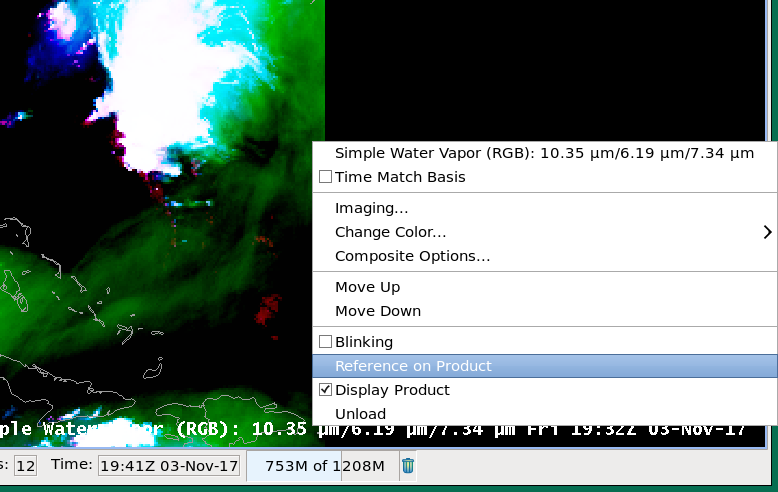 Simple Water Vapor (RGB): 10.35 µm/6.19 µm/7.34 µm
Time Match Basis
Imaging...
Change Color...
Composite Options...
Move Up
Move Down
Blinking
Reference on Product
Display Product
Unload
ple Water Vapor (RGB): 10.35 µm/6.19 µm/7.34 µm Fri 19:32Z 03-Nov-17
s: 12 Time: 19:41Z 03-Nov-17 753M of 1208M